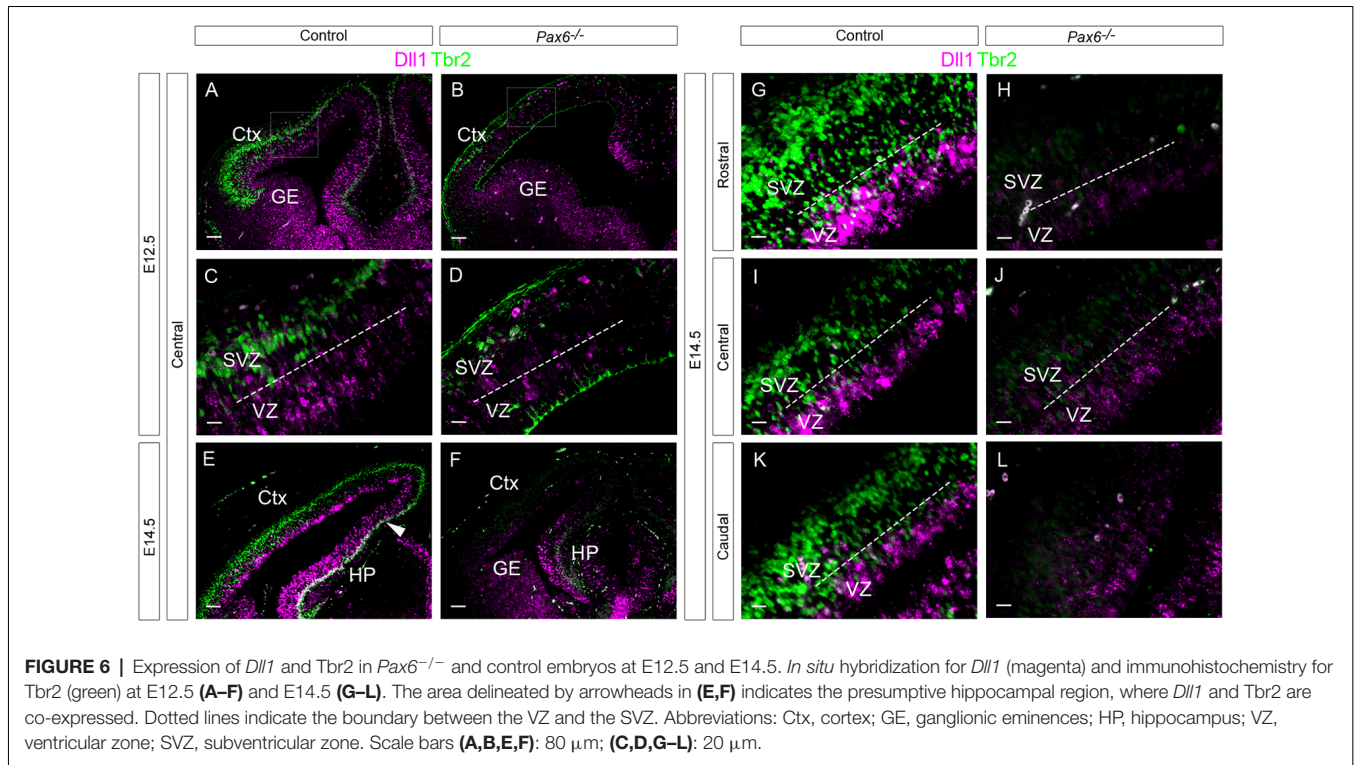 Control
Pax6-/-
Control
Pax6-/-
Dll1 Tbr2
Dll1 Tbr2
E12.5
Central
E14.5
A
Ctx
GE
B
Ctx
GE
C
SVZ
VZ
D
SVZ
VZ
E
Ctx
HP
F
Ctx
GE
HP
E14.5
Rostral
Central
Caudal
G
SVZ
VZ
H
SVZ
VZ
I
SVZ
VZ
J
SVZ
VZ
K
SVZ
VZ
L
FIGURE 6 | Expression of Dll1 and Tbr2 in Pax6−/− and control embryos at E12.5 and E14.5. In situ hybridization for Dll1 (magenta) and immunohistochemistry for
Tbr2 (green) at E12.5 (A–F) and E14.5 (G–L). The area delineated by arrowheads in (E,F) indicates the presumptive hippocampal region, where Dll1 and Tbr2 are
co-expressed. Dotted lines indicate the boundary between the VZ and the SVZ. Abbreviations: Ctx, cortex; GE, ganglionic eminences; HP, hippocampus; VZ,
ventricular zone; SVZ, subventricular zone. Scale bars (A,B,E,F): 80 μm; (C,D,G–L): 20 μm.